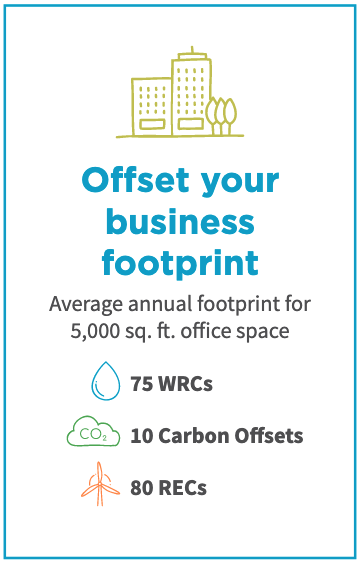 Offset your
business
footprint
Average annual footprint for
5,000 sq. ft. office space
75 WRCs
CO₂
10 Carbon Offsets
80 RECs